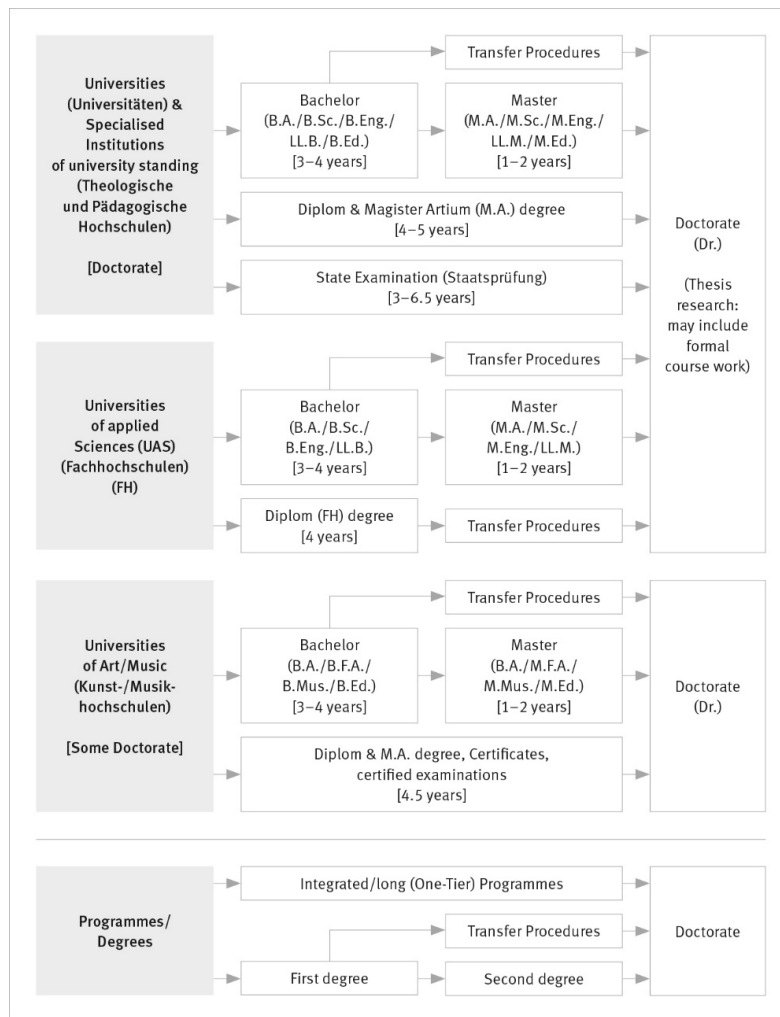 Universities
(Universitäten) &
Specialised
Institutions
of university standing
(Theologische
und Pädagogische
Hochschulen)
[Doctorate]
Transfer Procedures
Bachelor
(B.A./B.Sc./B.Eng./
LL.B./B.Ed.)
[3–4 years]
Master
(M.A./M.Sc./M.Eng./
LL.M./M.Ed.)
[1–2 years]
Diplom & Magister Artium (M.A.) degree
[4–5 years]
State Examination (Staatsprüfung)
[3–6.5 years]
Doctorate
(Dr.)
(Thesis
research:
may include
formal
course work)
Universities
of applied
Sciences (UAS)
(Fachhochschulen)
(FH)
Transfer Procedures
Bachelor
(B.A./B.Sc./
B.Eng./LL.B.)
[3–4 years]
Master
(M.A./M.Sc./
M.Eng./LL.M.)
[1–2 years]
Diplom (FH) degree
[4 years]
Transfer Procedures
Universities
of Art/Music
(Kunst-/Musik-
hochschulen)
[Some Doctorate]
Transfer Procedures
Bachelor
(B.A./B.F.A./
B.Mus./B.Ed.)
[3–4 years]
Master
(B.A./M.F.A./
M.Mus./M.Ed.)
[1–2 years]
Diplom & M.A. degree, Certificates,
certified examinations
[4.5 years]
Doctorate
(Dr.)
Programmes/
Degrees
Integrated/long (One-Tier) Programmes
Transfer Procedures
First degree
Second degree
Doctorate